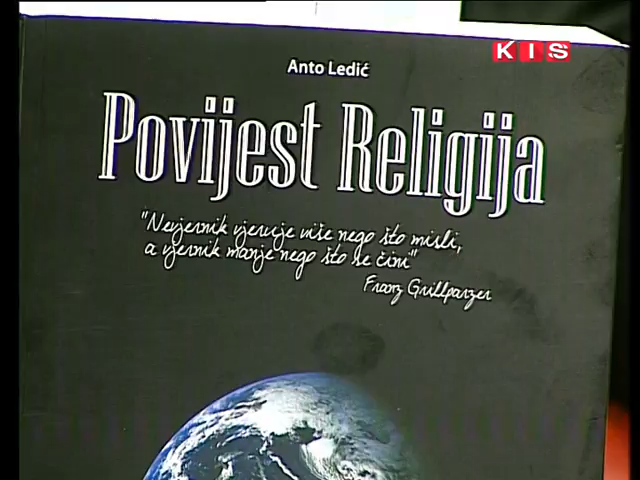 KIS
Anto Ledić
Povijest Religija
"Nevjernik vjeruje više nego što misli,
a vjernik manje nego što se čini"
Franz Grillparzer